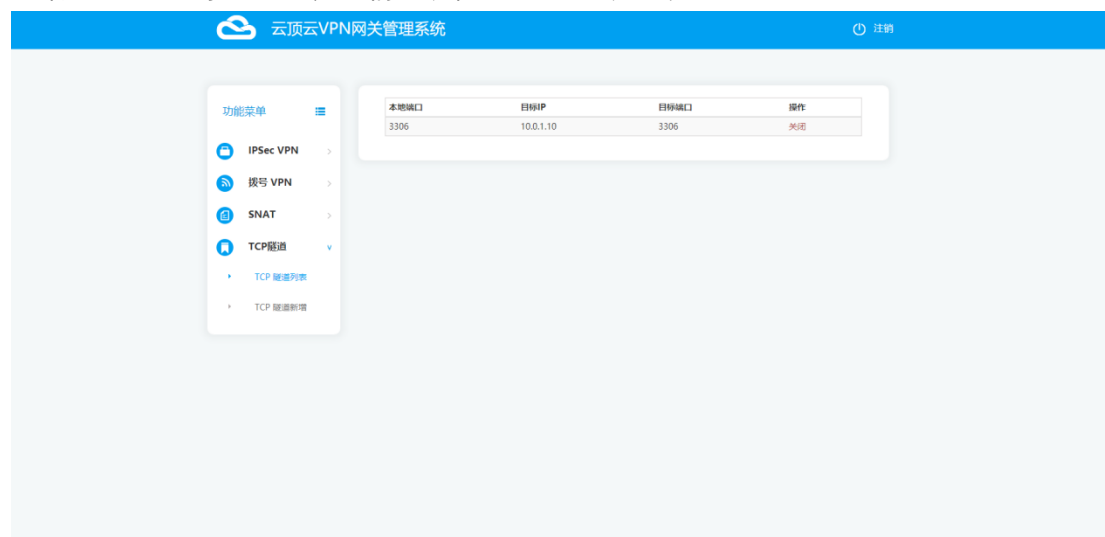 云顶云VPN网关管理系统
注销
功能菜单
IPSec VPN
拨号 VPN
SNAT
TCP隧道
TCP 隧道列表
TCP 隧道新增
本地端口 目标IP 目标端口 操作
3306 10.0.1.10 3306 关闭